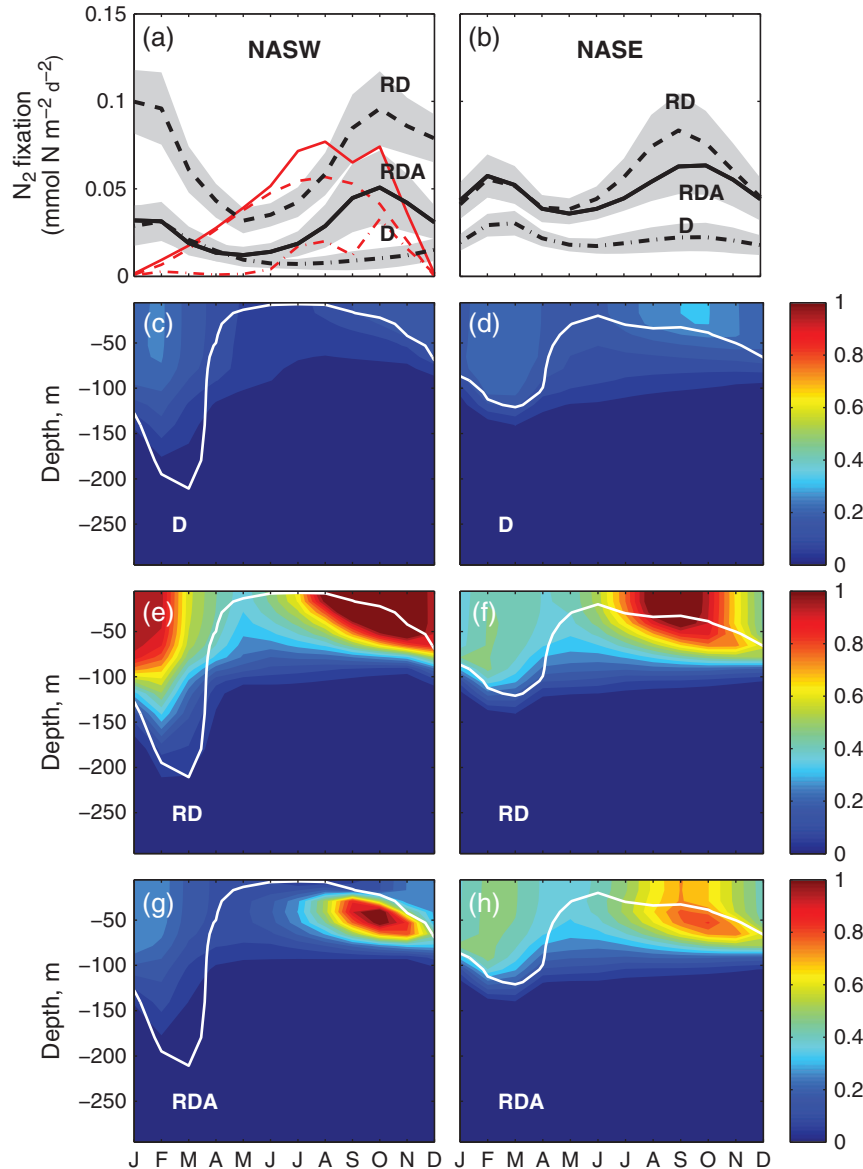 0.15
(a)
NASW
(b)
NASE
N2 fixation
(mmol N m−2 d−2)
0.1
0.05
0
RD
RDA
D
RD
RDA
D
(c)
(d)
Depth, m
−50
−100
−150
−200
−250
D
D
1
0.8
0.6
0.4
0.2
0
(e)
(f)
Depth, m
−50
−100
−150
−200
−250
RD
RD
1
0.8
0.6
0.4
0.2
0
(g)
(h)
Depth, m
−50
−100
−150
−200
−250
RDA
RDA
1
0.8
0.6
0.4
0.2
0
J F M A M J J A S O N D
J F M A M J J A S O N D